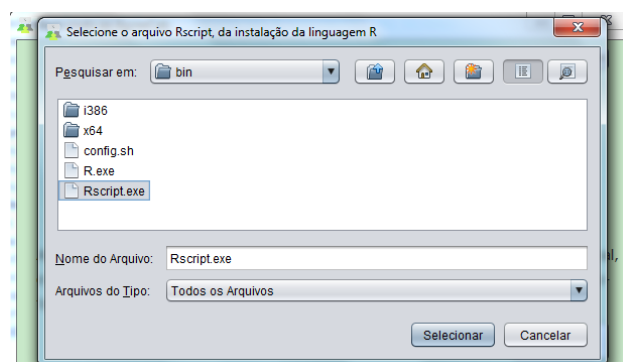 Selecione o arquivo Rscript, da instalação da linguagem R
Pesquisar em: bin
i386
x64
config.sh
R.exe
Rscript.exe
Nome do Arquivo: Rscript.exe
Arquivos do Tipo: Todos os Arquivos
Selecionar Cancelar